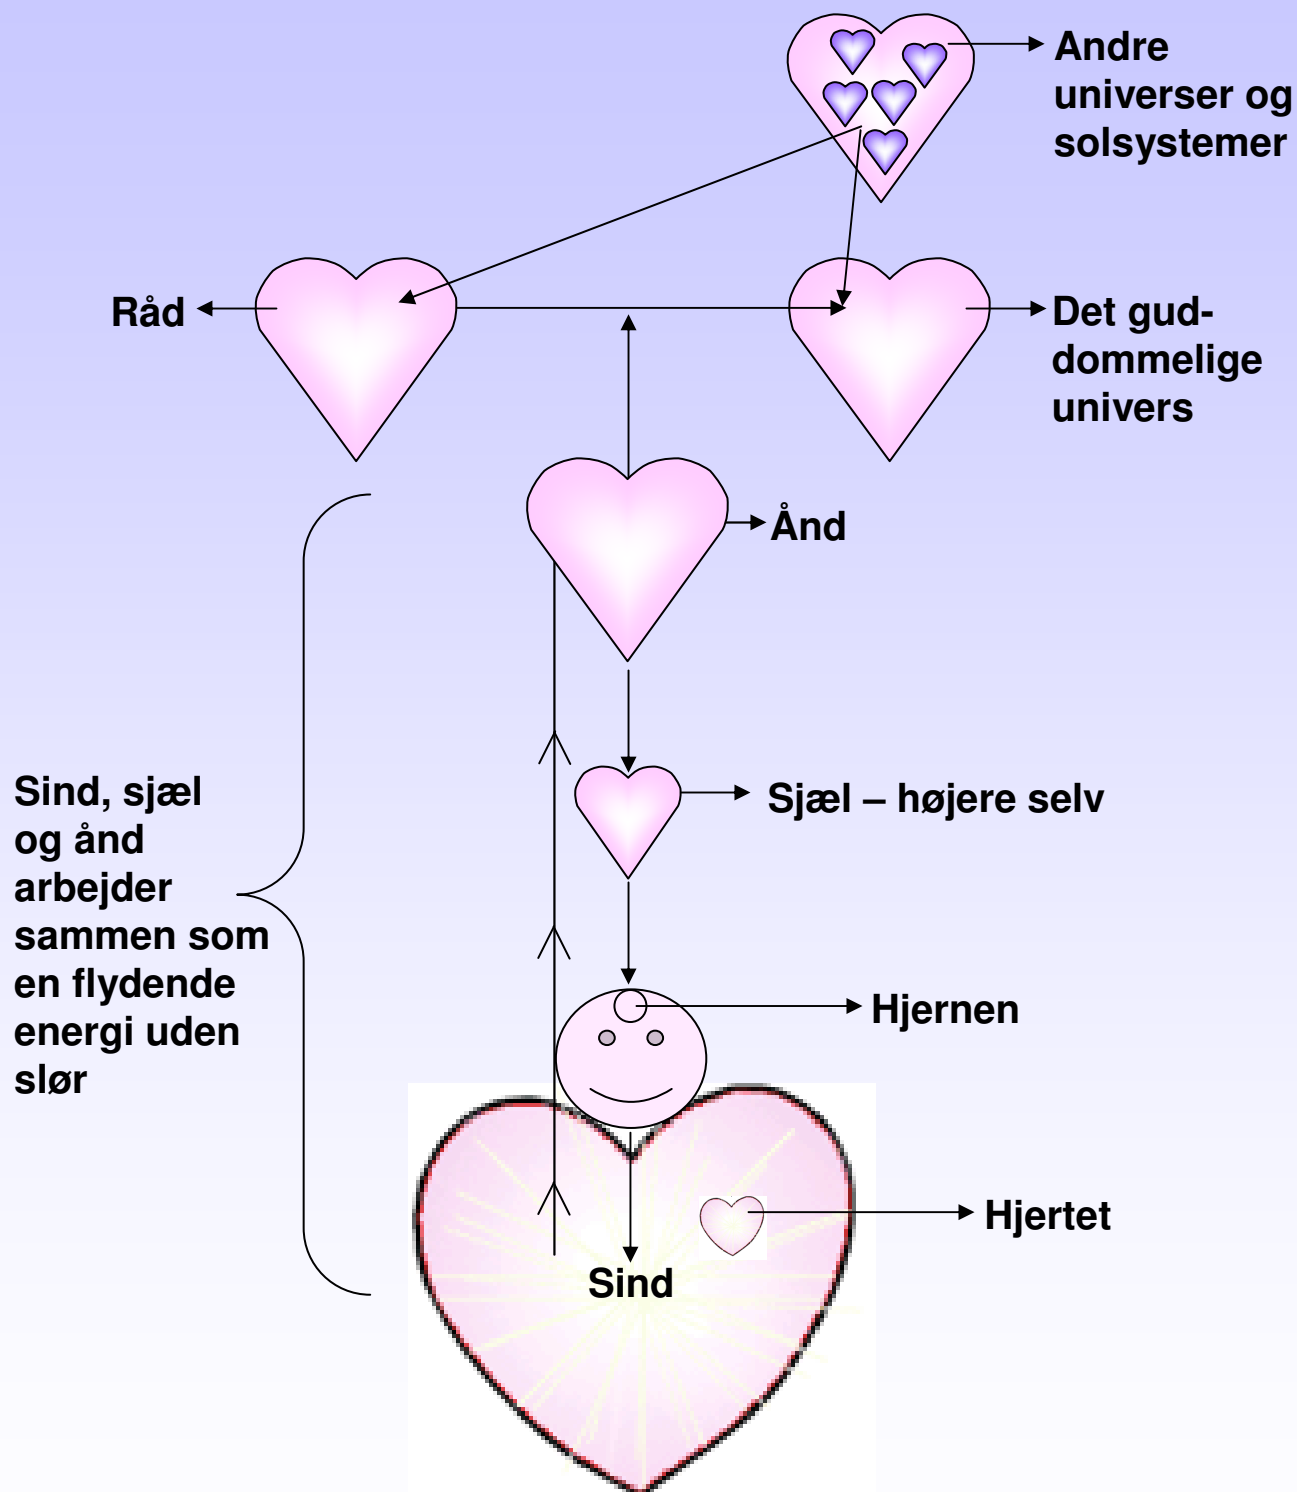 Andre
universer og
solsystemer
Råd
Det gud-
dommelige
univers
Ånd
Sind, sjæl
og ånd
arbejder
sammen som
en flydende
energi uden
slør
Sjæl – højere selv
Hjernen
Hjertet
Sind